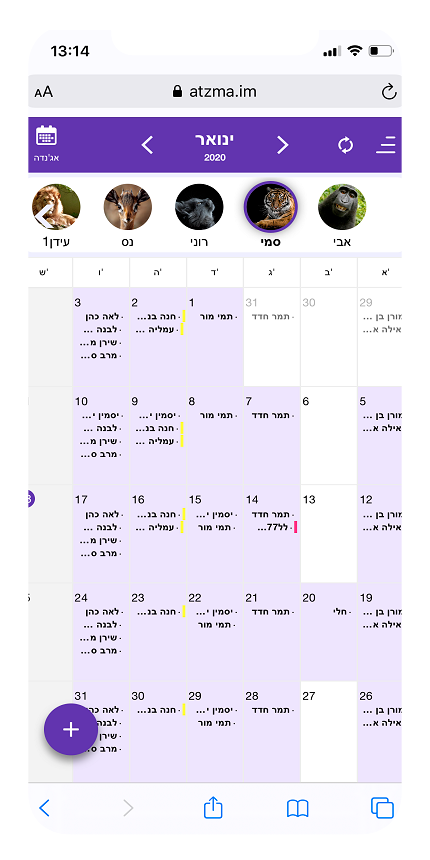 13:14
AA atzma.im
ינואר
2020
אג'נדה
אבי סמי רוני נס עידן1
א' ב' ג' ד' ה' ו' ש'
29 30 31 1 2 3
מורן בן ... · תמר חדד · תמי מור · חנה בנ... · לאה כהן
אילה א... · עמליה ... · לבנה ...
· שירן מ...
· מרב ס...
5 6 7 8 9 10
מורן בן ... · תמר חדד · תמי מור · יסמין י... · יסמין י...
אילה א... · חנה בנ... · לבנה ...
· עמליה ... · שירן מ...
· מרב ס...
12 13 14 15 16 17
מורן בן ... · תמר חדד · יסמין י... · חנה בנ... · לאה כהן
אילה א... · ללי77... · תמי מור · עמליה ... · לבנה ...
· שירן מ...
· מרב ס...
19 20 21 22 23 24
מורן בן ... · חלי · תמר חדד · יסמין י... · חנה בנ... · לאה כהן
אילה א... · תמי מור · לבנה ...
· שירן מ...
· מרב ס...
26 27 28 29 30 31
מורן בן ... · תמר חדד · יסמין י... · חנה בנ... · לאה כהן
אילה א... · תמי מור · לבנה
· שירן
· מרב ס...